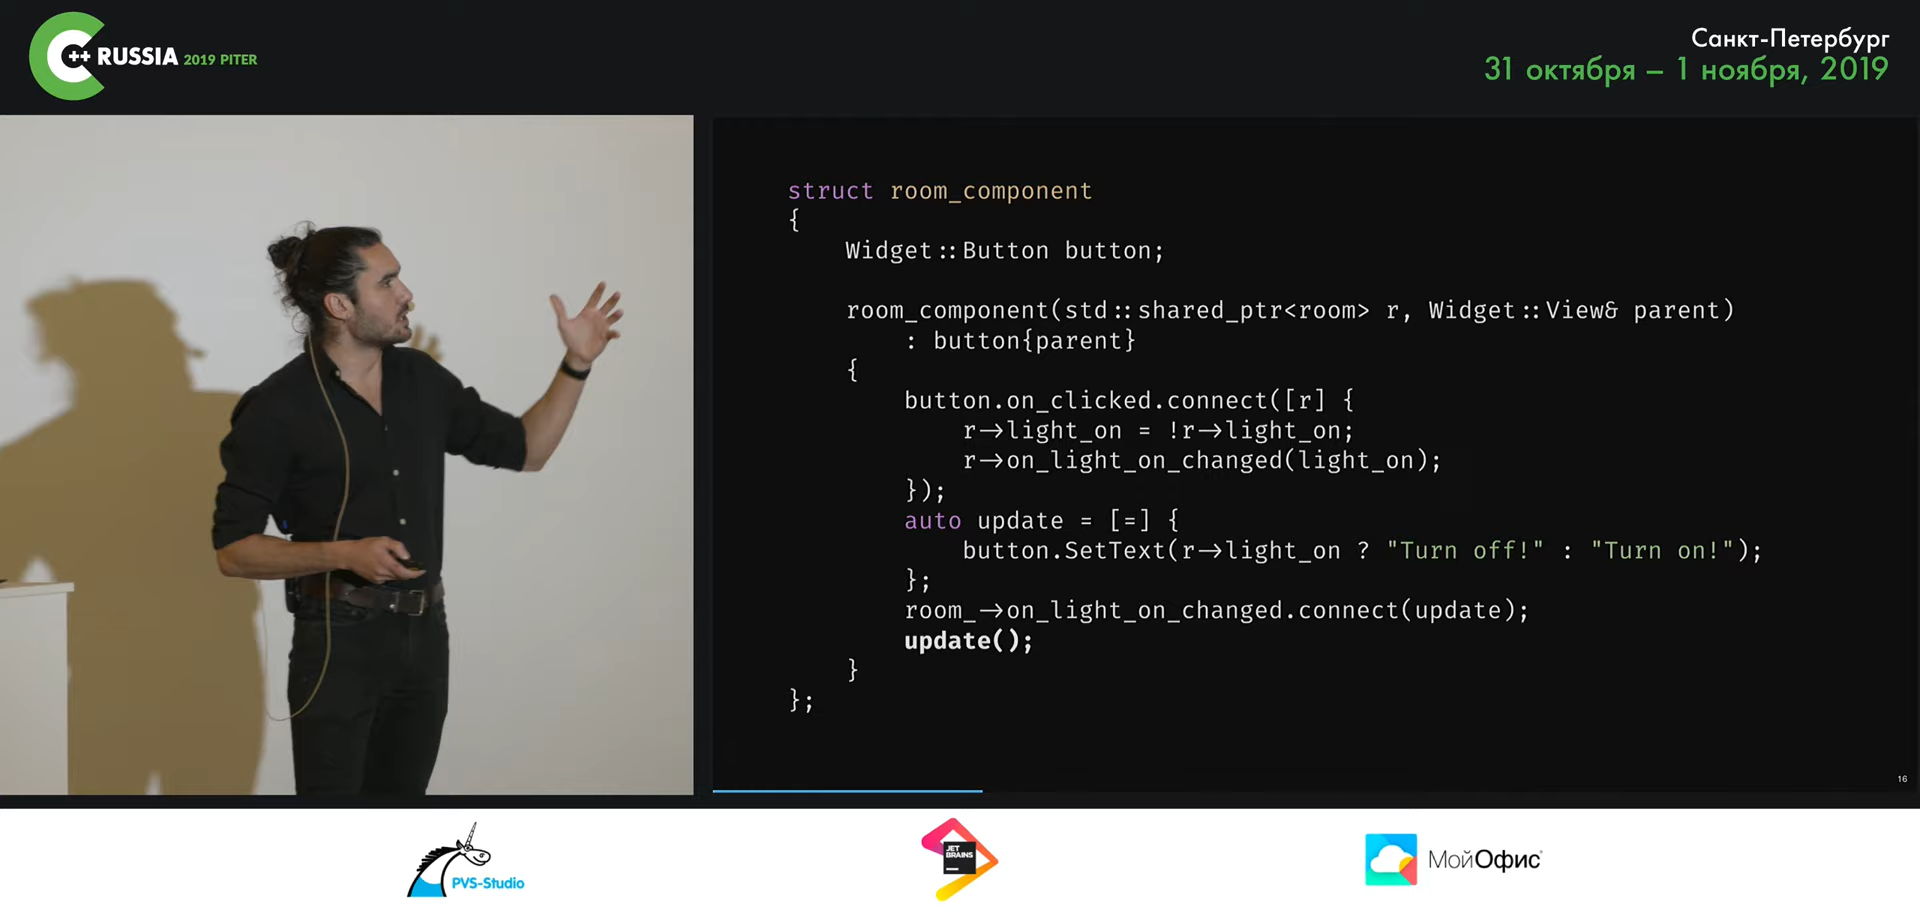 C++ RUSSIA 2019 PITER
Санкт-Петербург
31 октября – 1 ноября, 2019
struct room_component
{
    Widget::Button button;

    room_component(std::shared_ptr<room> r, Widget::View& parent)
        : button{parent}
    {
        button.on_clicked.connect([r] {
            r->light_on = !r->light_on;
            r->on_light_on_changed(light_on);
        });
        auto update = [=] {
            button.SetText(r->light_on ? "Turn off!" : "Turn on!");
        };
        room_->on_light_on_changed.connect(update);
        update();
    }
};
16
PVS-Studio
JET
BRAINS
МойОфис